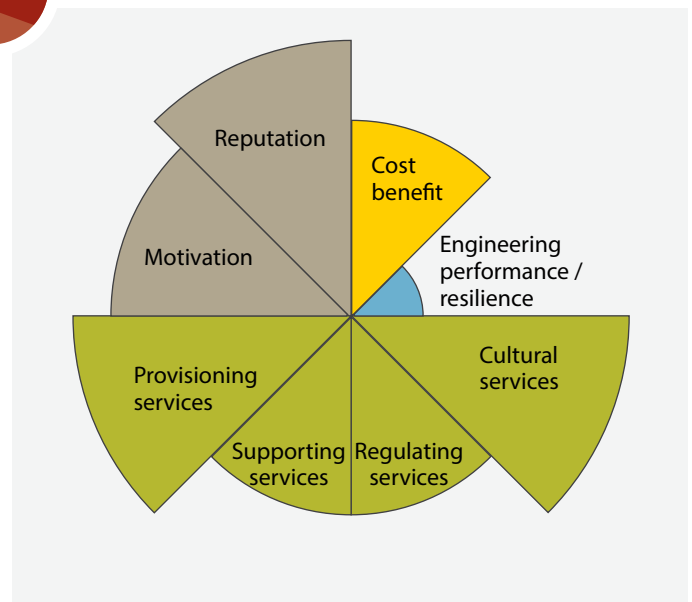 Reputation
Cost
benefit
Motivation
Engineering
performance /
resilience
Provisioning
services
Cultural
services
Supporting
services
Regulating
services